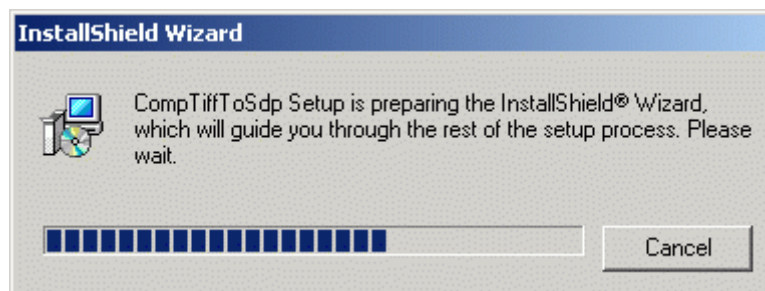 InstallShield Wizard
CompTiffToSdp Setup is preparing the InstallShield® Wizard,
which will guide you through the rest of the setup process. Please
wait.
Cancel